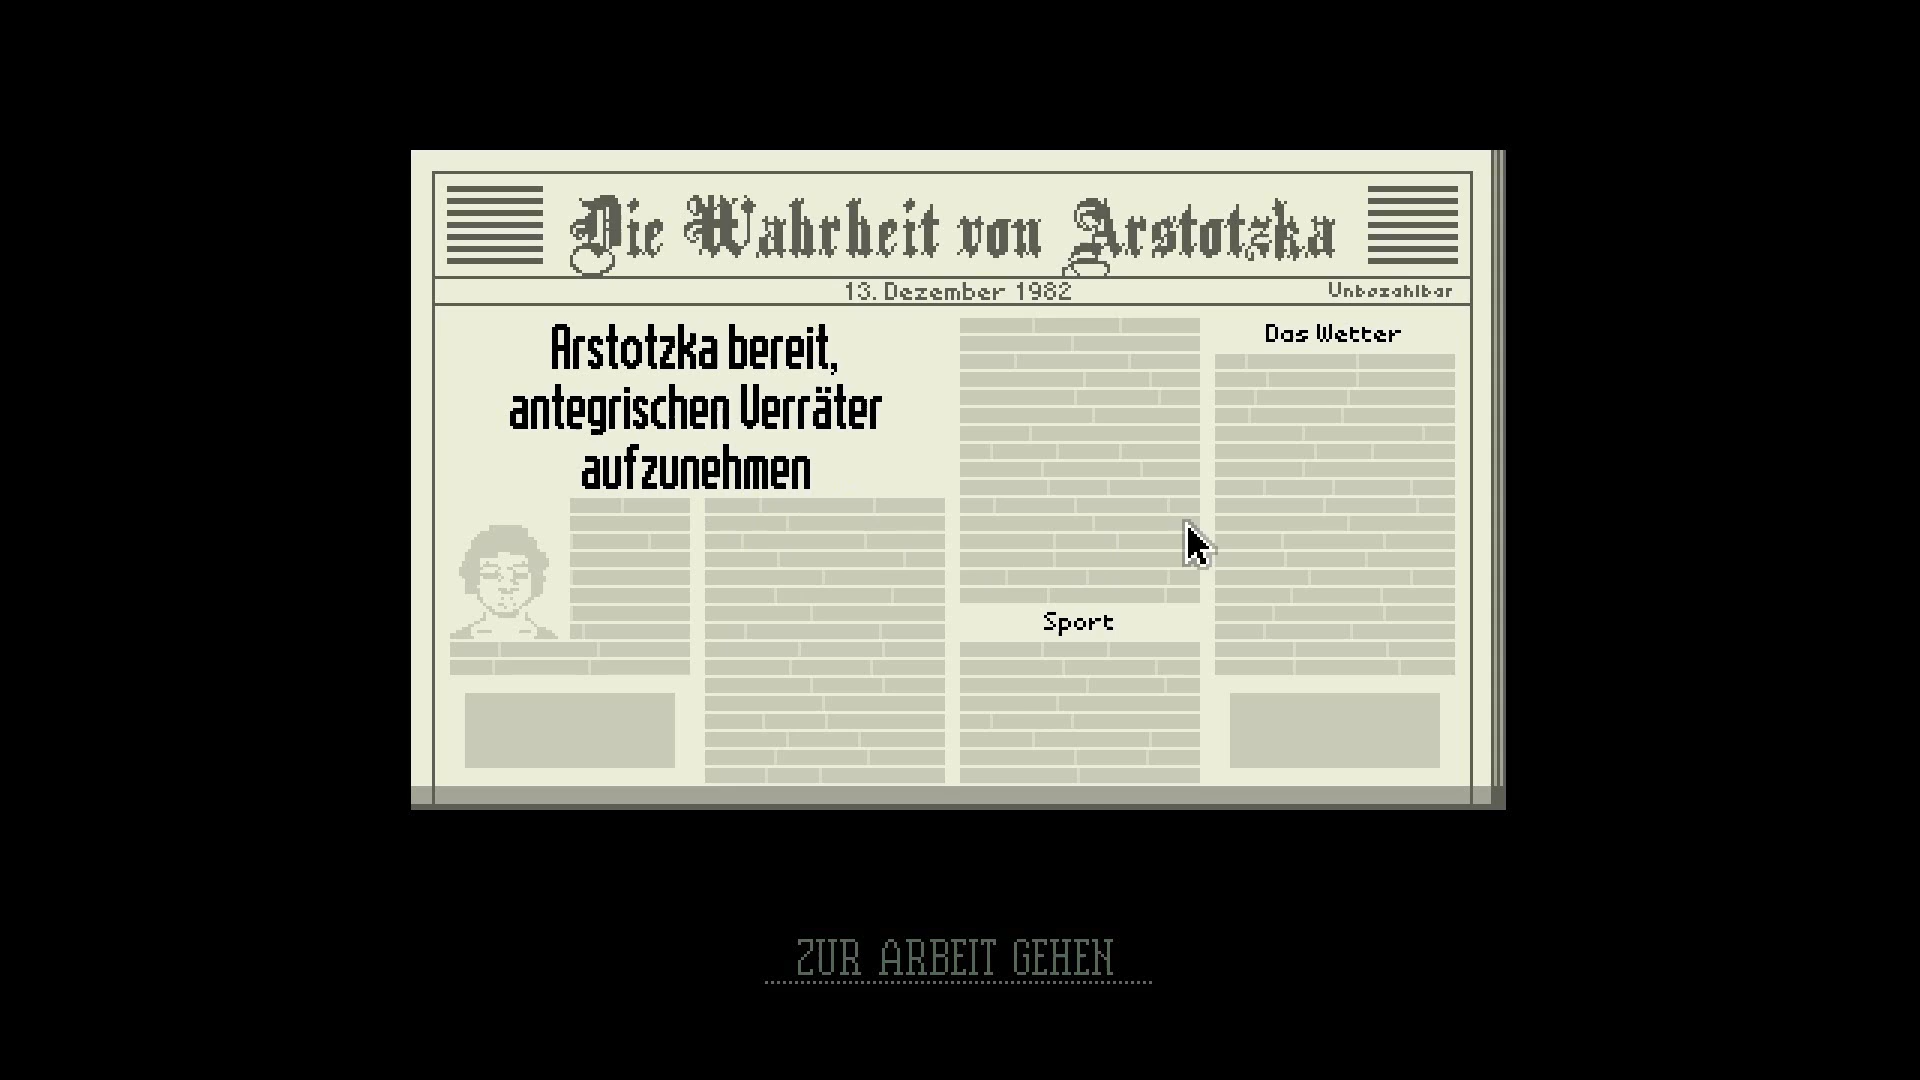 Die Wahrheit von Arstotzka
13. Dezember 1982
Unbezahlbar
Arstotzka bereit,
antegrischen Verräter
aufzunehmen
Das Wetter
Sport
ZUR ARBEIT GEHEN